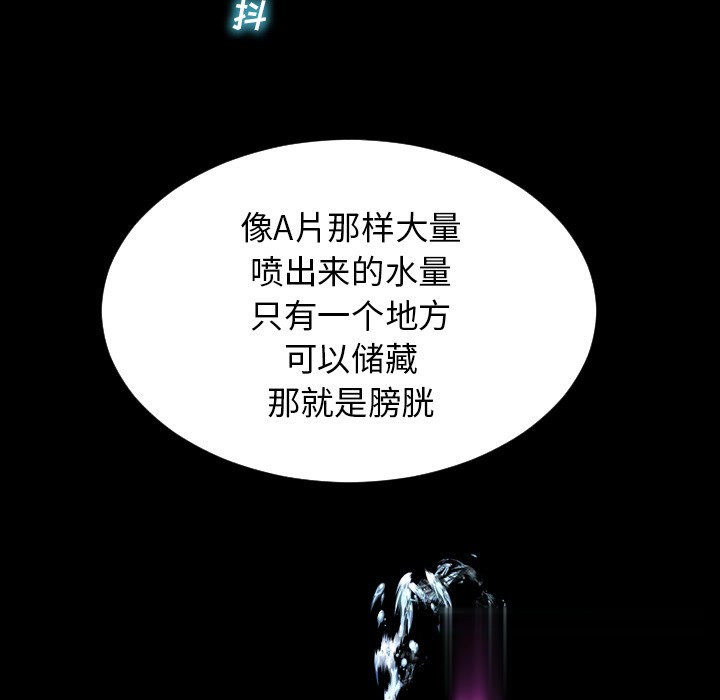 抖
像A片那样大量
喷出来的水量
只有一个地方
可以储藏
那就是膀胱